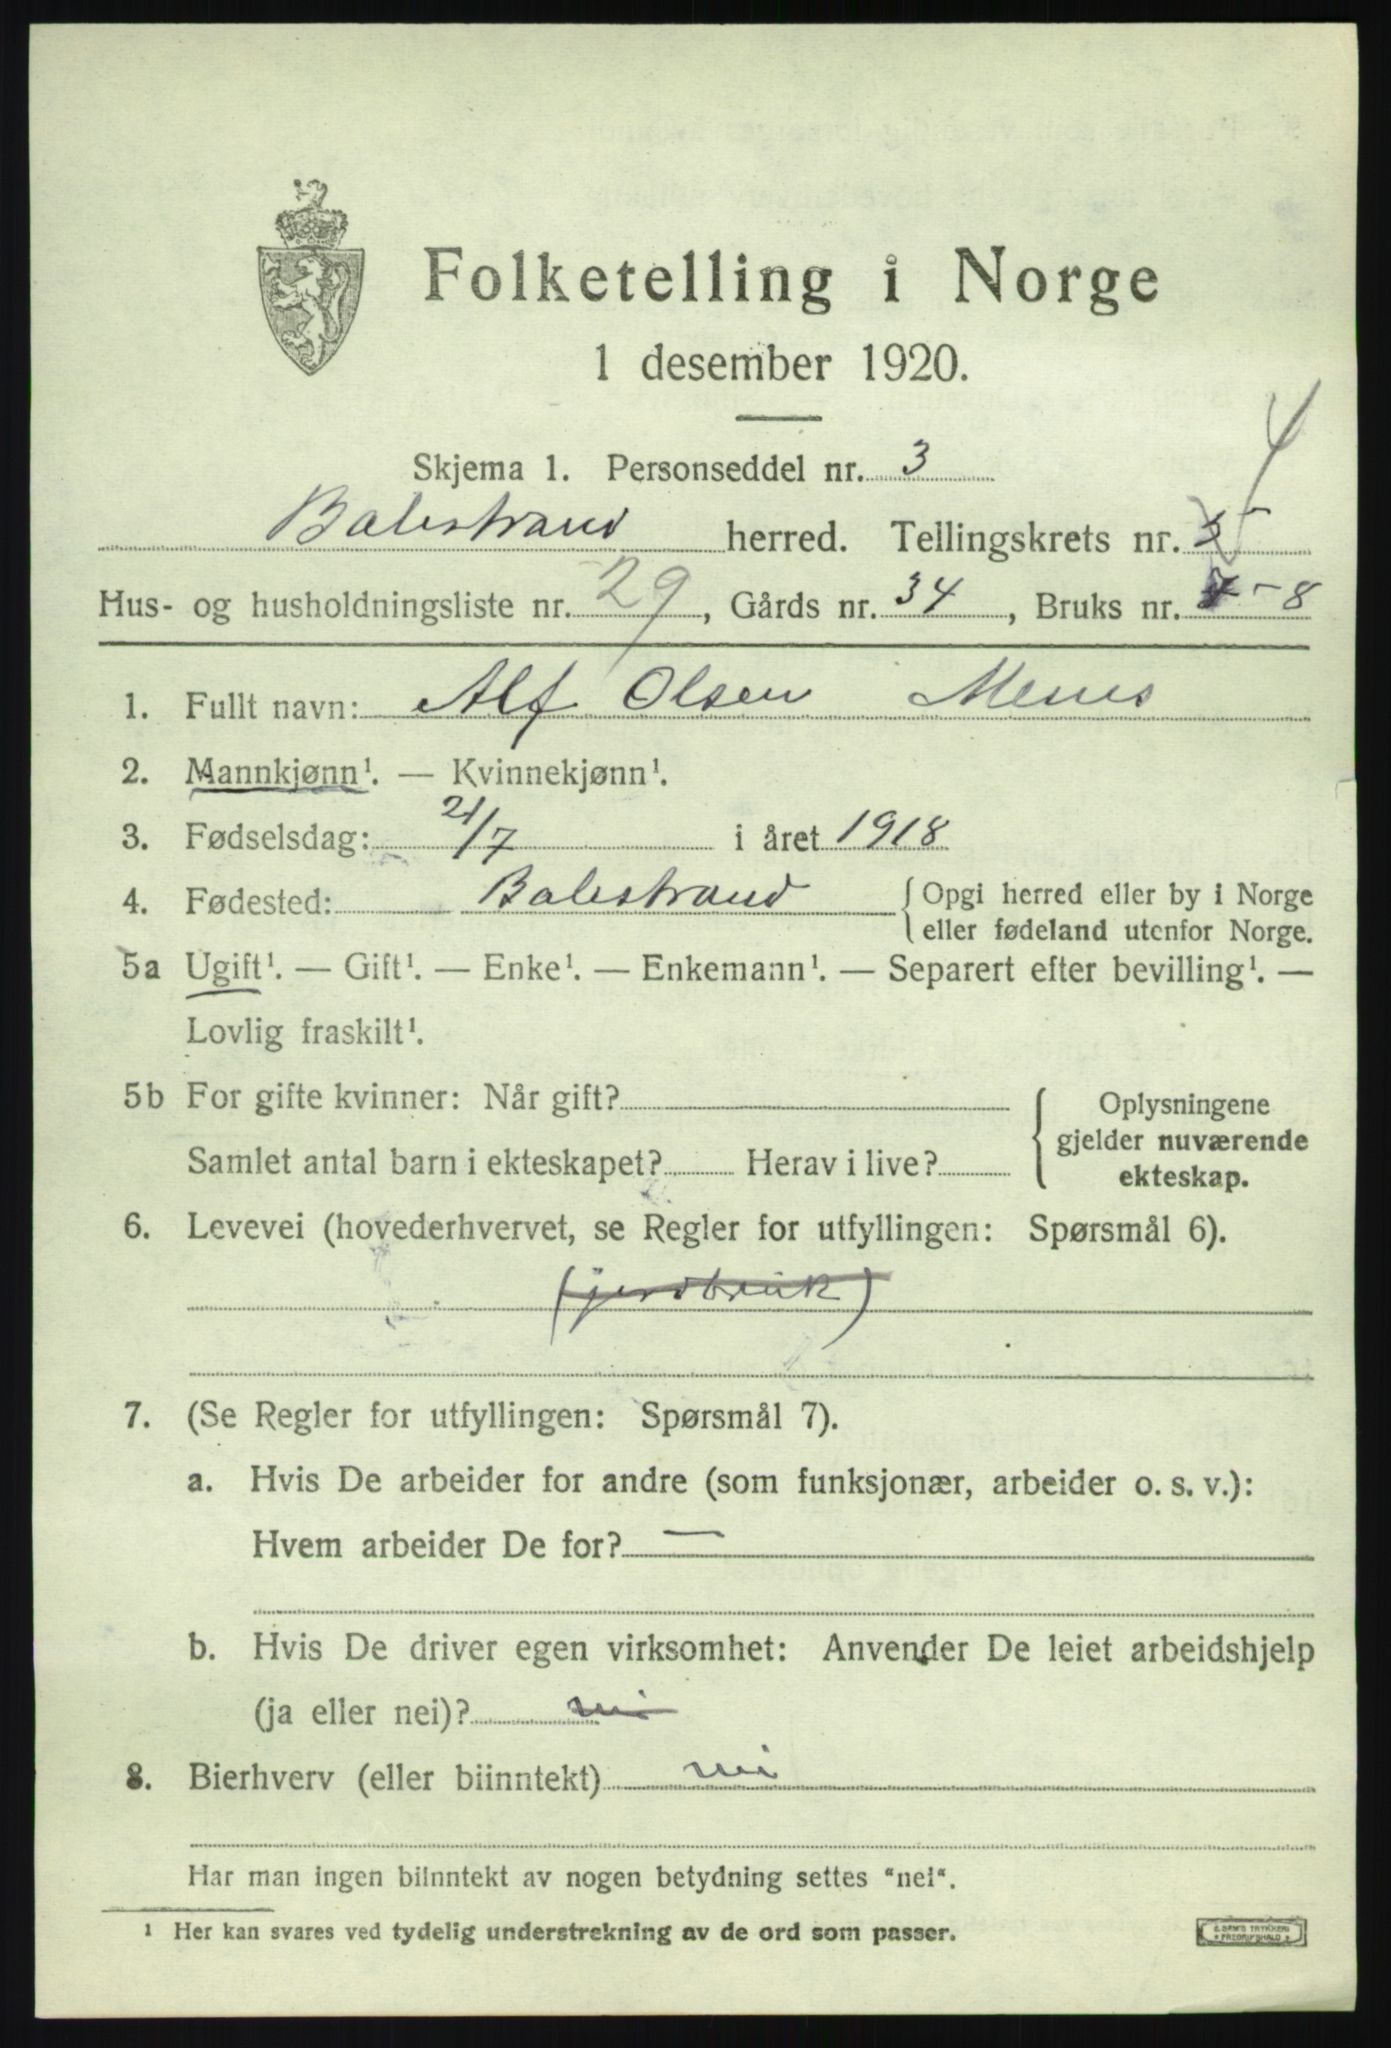 Folketelling i Norge
1 desember 1920.
Skjema 1. Personseddel nr. 3
4
Balestrand herred. Tellingskrets nr.
Hus- og husholdningsliste nr. 29, Gårds nr. 34, Bruks nr. - 8
1. Fullt navn: Alf Olsen Menes
2. Mannkjønn¹. — Kvinnekjønn¹.
3. Fødselsdag: 21/7 i året 1918
4. Fødested: Balestrand { Opgi herred eller by i Norge
eller fødeland utenfor Norge.
5a Ugift¹. — Gift¹. — Enke¹. — Enkemann¹. — Separert efter bevilling¹. —
Lovlig fraskilt¹.
5b For gifte kvinner: Når gift?
Samlet antal barn i ekteskapet? Herav i live?
{ Oplysningene
gjelder nuværende
ekteskap.
6. Levevei (hovederhvervet, se Regler for utfyllingen: Spørsmål 6).
(jordbruk)
7. (Se Regler for utfyllingen: Spørsmål 7).
a. Hvis De arbeider for andre (som funksjonær, arbeider o. s. v.):
Hvem arbeider De for? —
b. Hvis De driver egen virksomhet: Anvender De leiet arbeidshjelp
(ja eller nei)? nei
8. Bierhverv (eller biinntekt) nei
Har man ingen biinntekt av nogen betydning settes “nei“.
¹ Her kan svares ved tydelig understrekning av de ord som passer.